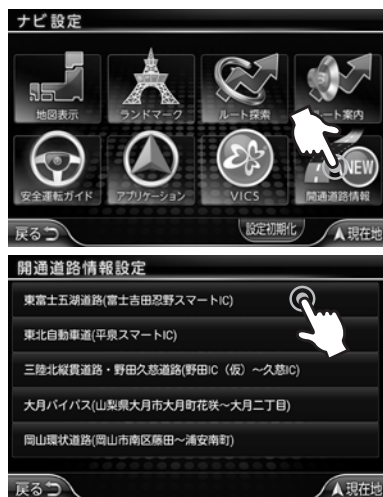 ナビ設定
地図表示
ランドマーク
ルート探索
ルート案内
安全運転ガイド
アプリケーション
VICS
NEW
開通道路情報
戻る
設定初期化
現在地
開通道路情報設定
東富士五湖道路(富士吉田忍野スマートIC)
東北自動車道(平泉スマートIC)
三陸北縦貫道路・野田久慈道路(野田IC(仮)～久慈IC)
大月バイパス(山梨県大月市大月町花咲～大月二丁目)
岡山環状道路(岡山市南区藤田～浦安南町)
戻る
現在地